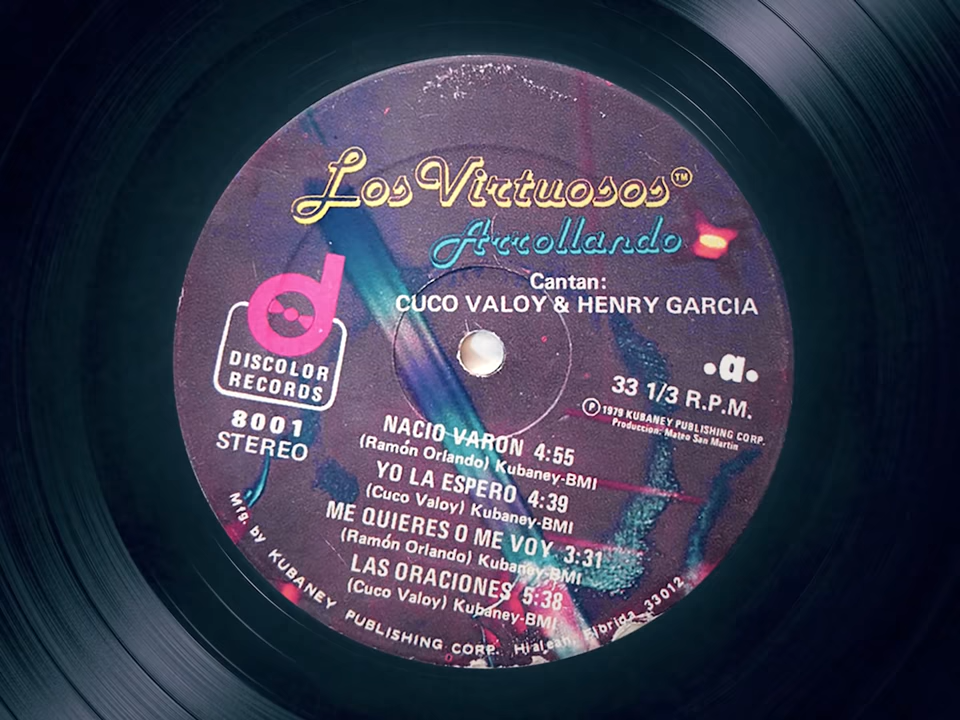 Los Virtuosos™
Arrollando
Cantan:
CUCO VALOY & HENRY GARCIA
d
DISCOLOR
RECORDS
8001
STEREO
.a.
33 1/3 R.P.M.
Ⓟ 1979 KUBANEY PUBLISHING CORP.
Produccion: Mateo San Martin
NACIO VARON 4:55
(Ramón Orlando) Kubaney-BMI
YO LA ESPERO 4:39
(Cuco Valoy) Kubaney-BMI
ME QUIERES O ME VOY 3:31
(Ramón Orlando) Kubaney-BMI
LAS ORACIONES 5:38
(Cuco Valoy) Kubaney-BMI
Mfg. by KUBANEY PUBLISHING CORP. Hialeah, Florida 33012